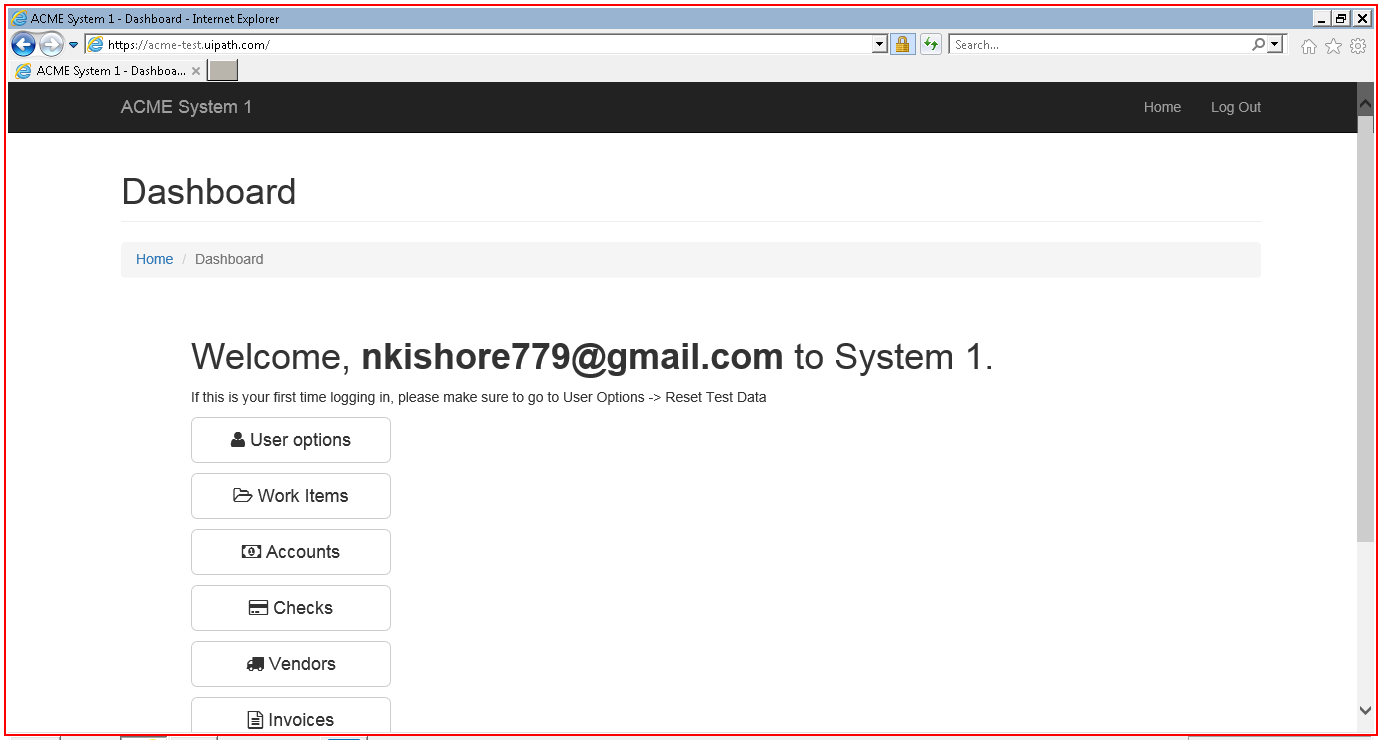 ACME System 1 - Dashboard - Internet Explorer
https://acme-test.uipath.com/
Search...
ACME System 1 - Dashboa...
ACME System 1
Home
Log Out
Dashboard
Home / Dashboard
Welcome, nkishore779@gmail.com to System 1.
If this is your first time logging in, please make sure to go to User Options -> Reset Test Data
User options
Work Items
Accounts
Checks
Vendors
Invoices